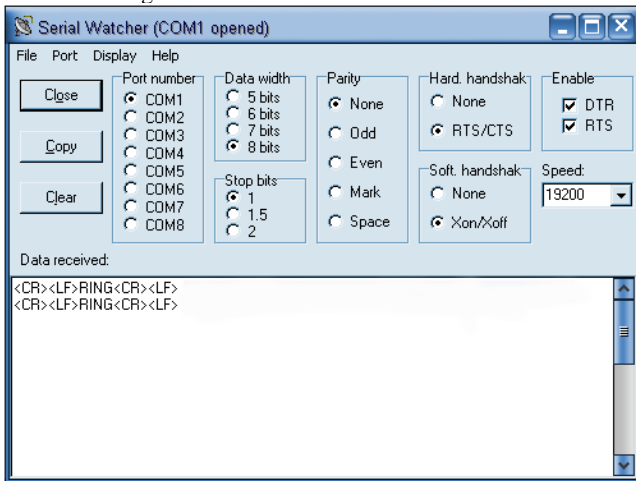 Serial Watcher (COM1 opened)
File Port Display Help
Close
Copy
Clear
Port number
COM1
COM2
COM3
COM4
COM5
COM6
COM7
COM8
Data width
5 bits
6 bits
7 bits
8 bits
Stop bits
1
1.5
2
Parity
None
Odd
Even
Mark
Space
Hard. handshak
None
RTS/CTS
Soft. handshak
None
Xon/Xoff
Enable
DTR
RTS
Speed:
19200
Data received:
<CR><LF>RING<CR><LF>
<CR><LF>RING<CR><LF>